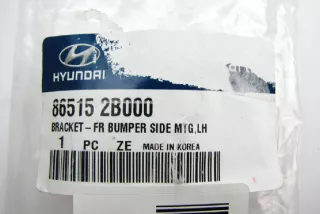 HYUNDAI
86515 2B000
BRACKET-FR BUMPER SIDE MTG,LH
1 PC ZE MADE IN KOREA